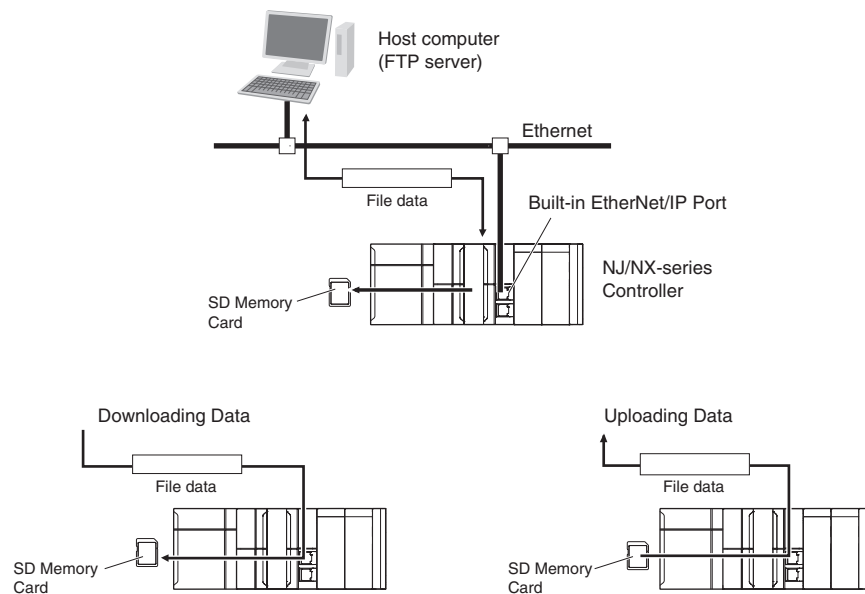 Host computer
(FTP server)
Ethernet
File data
Built-in EtherNet/IP Port
NJ/NX-series
Controller
SD Memory
Card
Downloading Data
File data
SD Memory
Card
Uploading Data
File data
SD Memory
Card